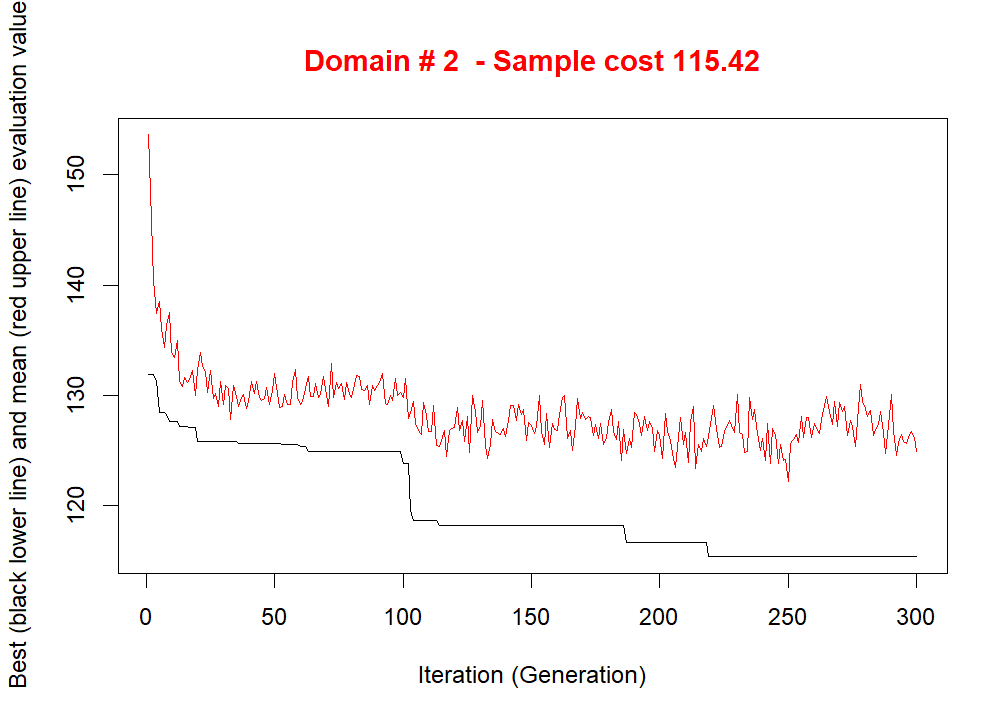 Domain # 2  - Sample cost 115.42
Best (black lower line) and mean (red upper line) evaluation value
150
140
130
120
0 50 100 150 200 250 300
Iteration (Generation)